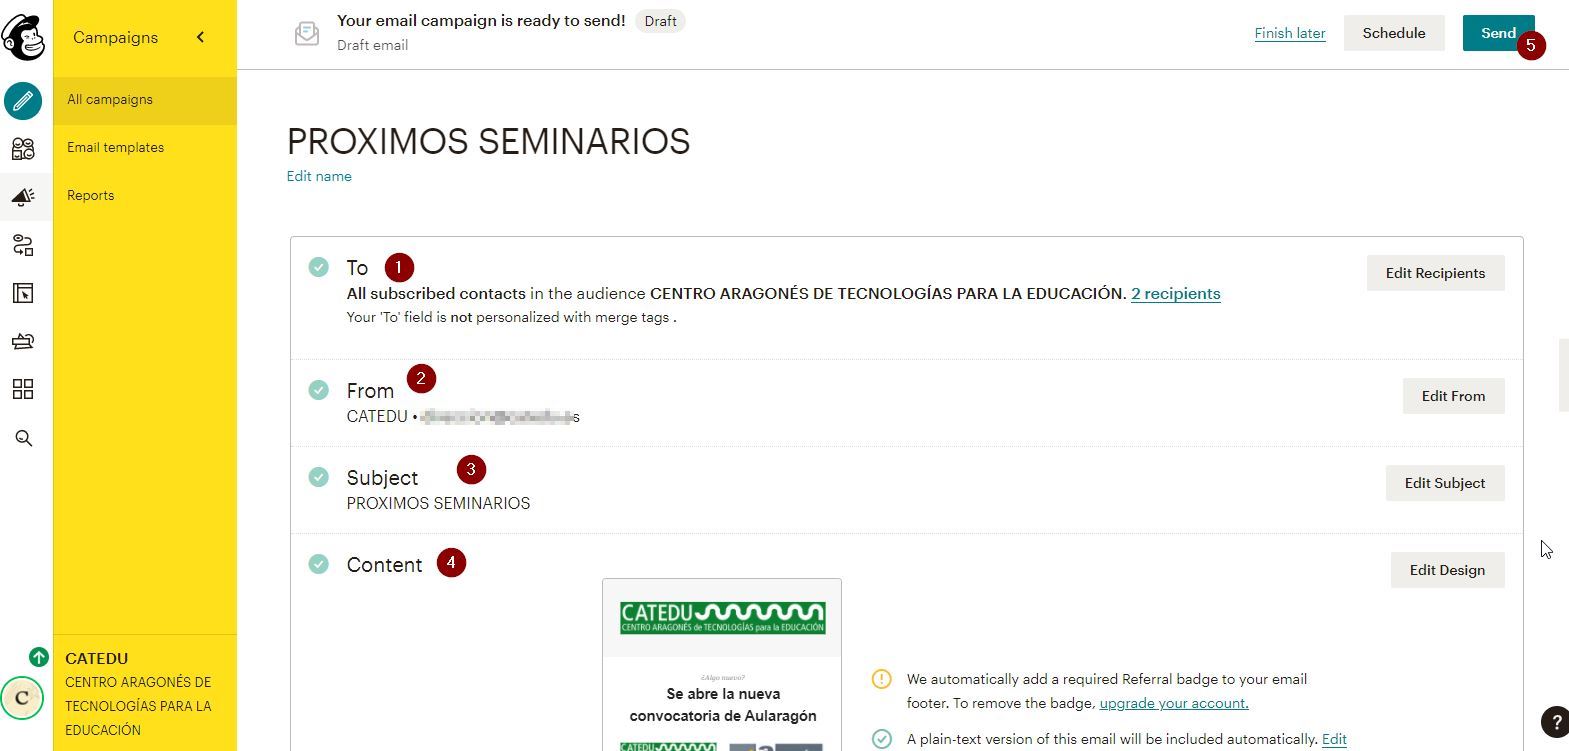 Campaigns
All campaigns
Email templates
Reports
CATEDU
CENTRO ARAGONÉS DE
TECNOLOGÍAS PARA LA
EDUCACIÓN
C
Your email campaign is ready to send! Draft
Draft email
Finish later
Schedule
Send
5
PROXIMOS SEMINARIOS
Edit name
To 1
All subscribed contacts in the audience CENTRO ARAGONÉS DE TECNOLOGÍAS PARA LA EDUCACIÓN. 2 recipients
Your 'To' field is not personalized with merge tags .
Edit Recipients
From 2
CATEDU •
Edit From
Subject 3
PROXIMOS SEMINARIOS
Edit Subject
Content 4
Edit Design
CATEDU
CENTRO ARAGONÉS de TECNOLOGÍAS para la EDUCACIÓN
¿Algo nuevo?
Se abre la nueva
convocatoria de Aularagón
CATEDU
We automatically add a required Referral badge to your email
footer. To remove the badge, upgrade your account.
A plain-text version of this email will be included automatically. Edit
?